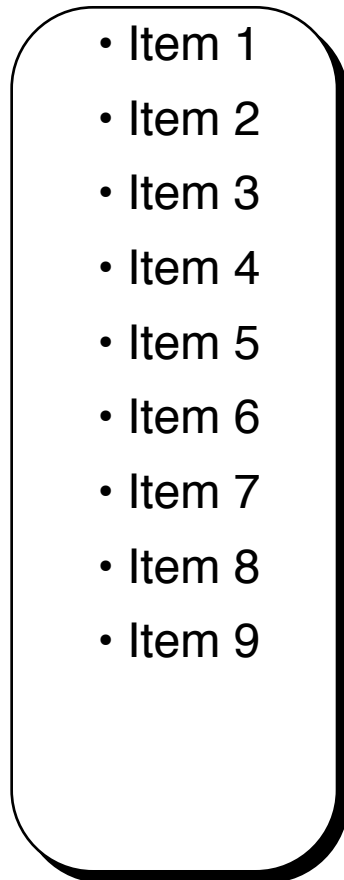 • Item 1
• Item 2
• Item 3
• Item 4
• Item 5
• Item 6
• Item 7
• Item 8
• Item 9